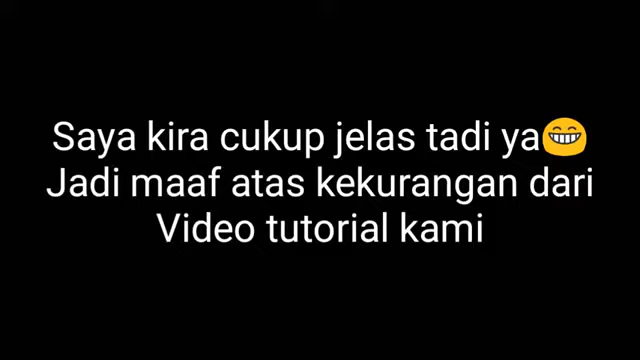 Saya kira cukup jelas tadi ya😁
Jadi maaf atas kekurangan dari
Video tutorial kami